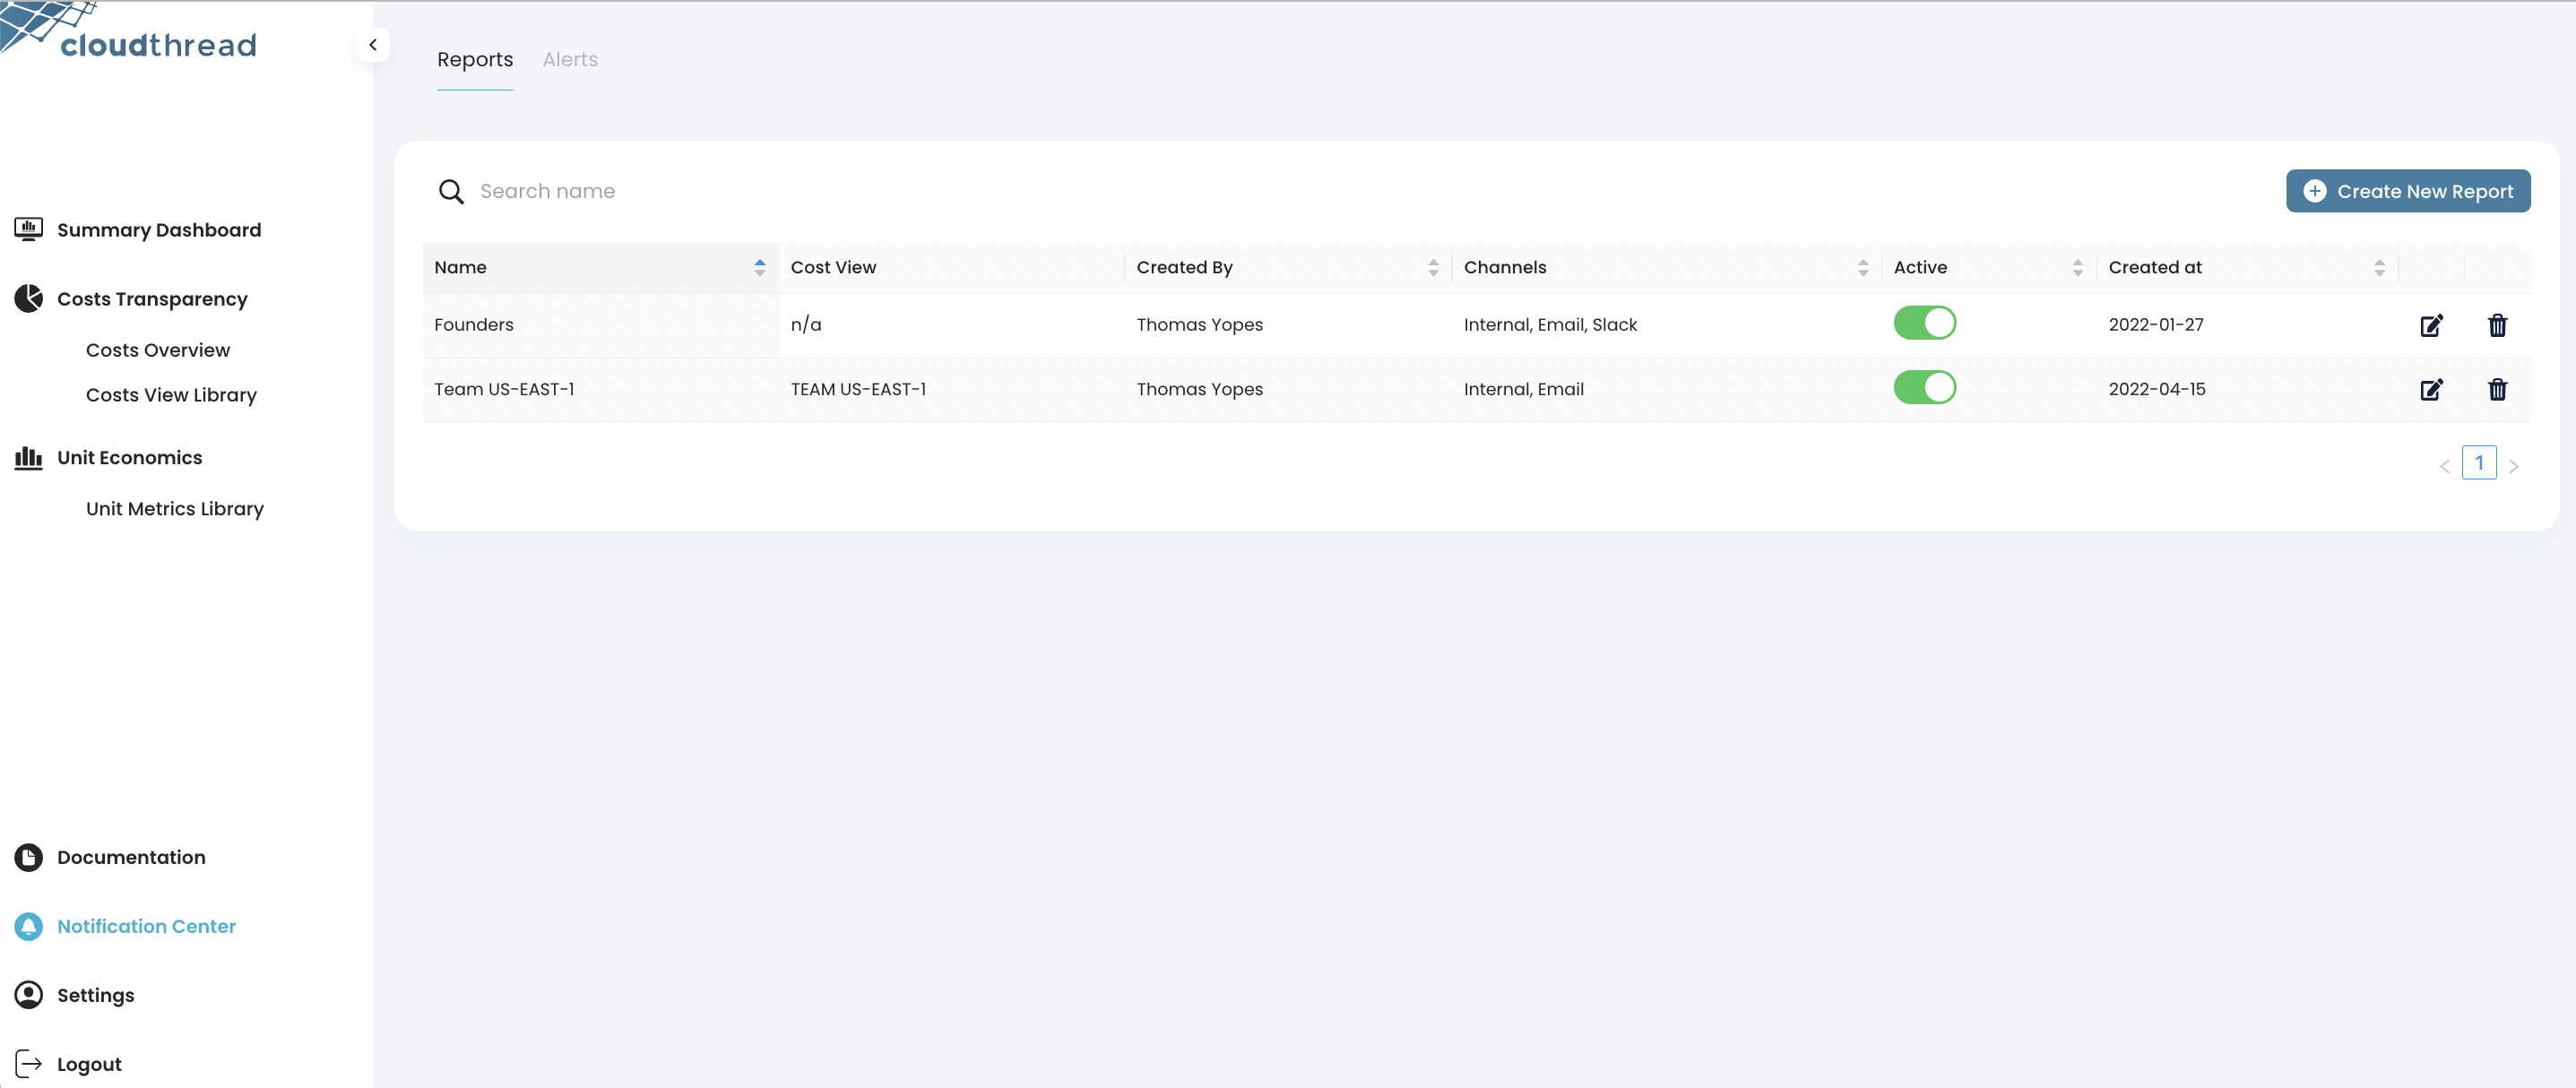 cloudthread
Reports Alerts
Search name
Create New Report
Summary Dashboard
Costs Transparency
Costs Overview
Costs View Library
Unit Economics
Unit Metrics Library
Name Cost View Created By Channels Active Created at
Founders n/a Thomas Yopes Internal, Email, Slack 2022-01-27
Team US-EAST-1 TEAM US-EAST-1 Thomas Yopes Internal, Email 2022-04-15
< 1 >
Documentation
Notification Center
Settings
Logout